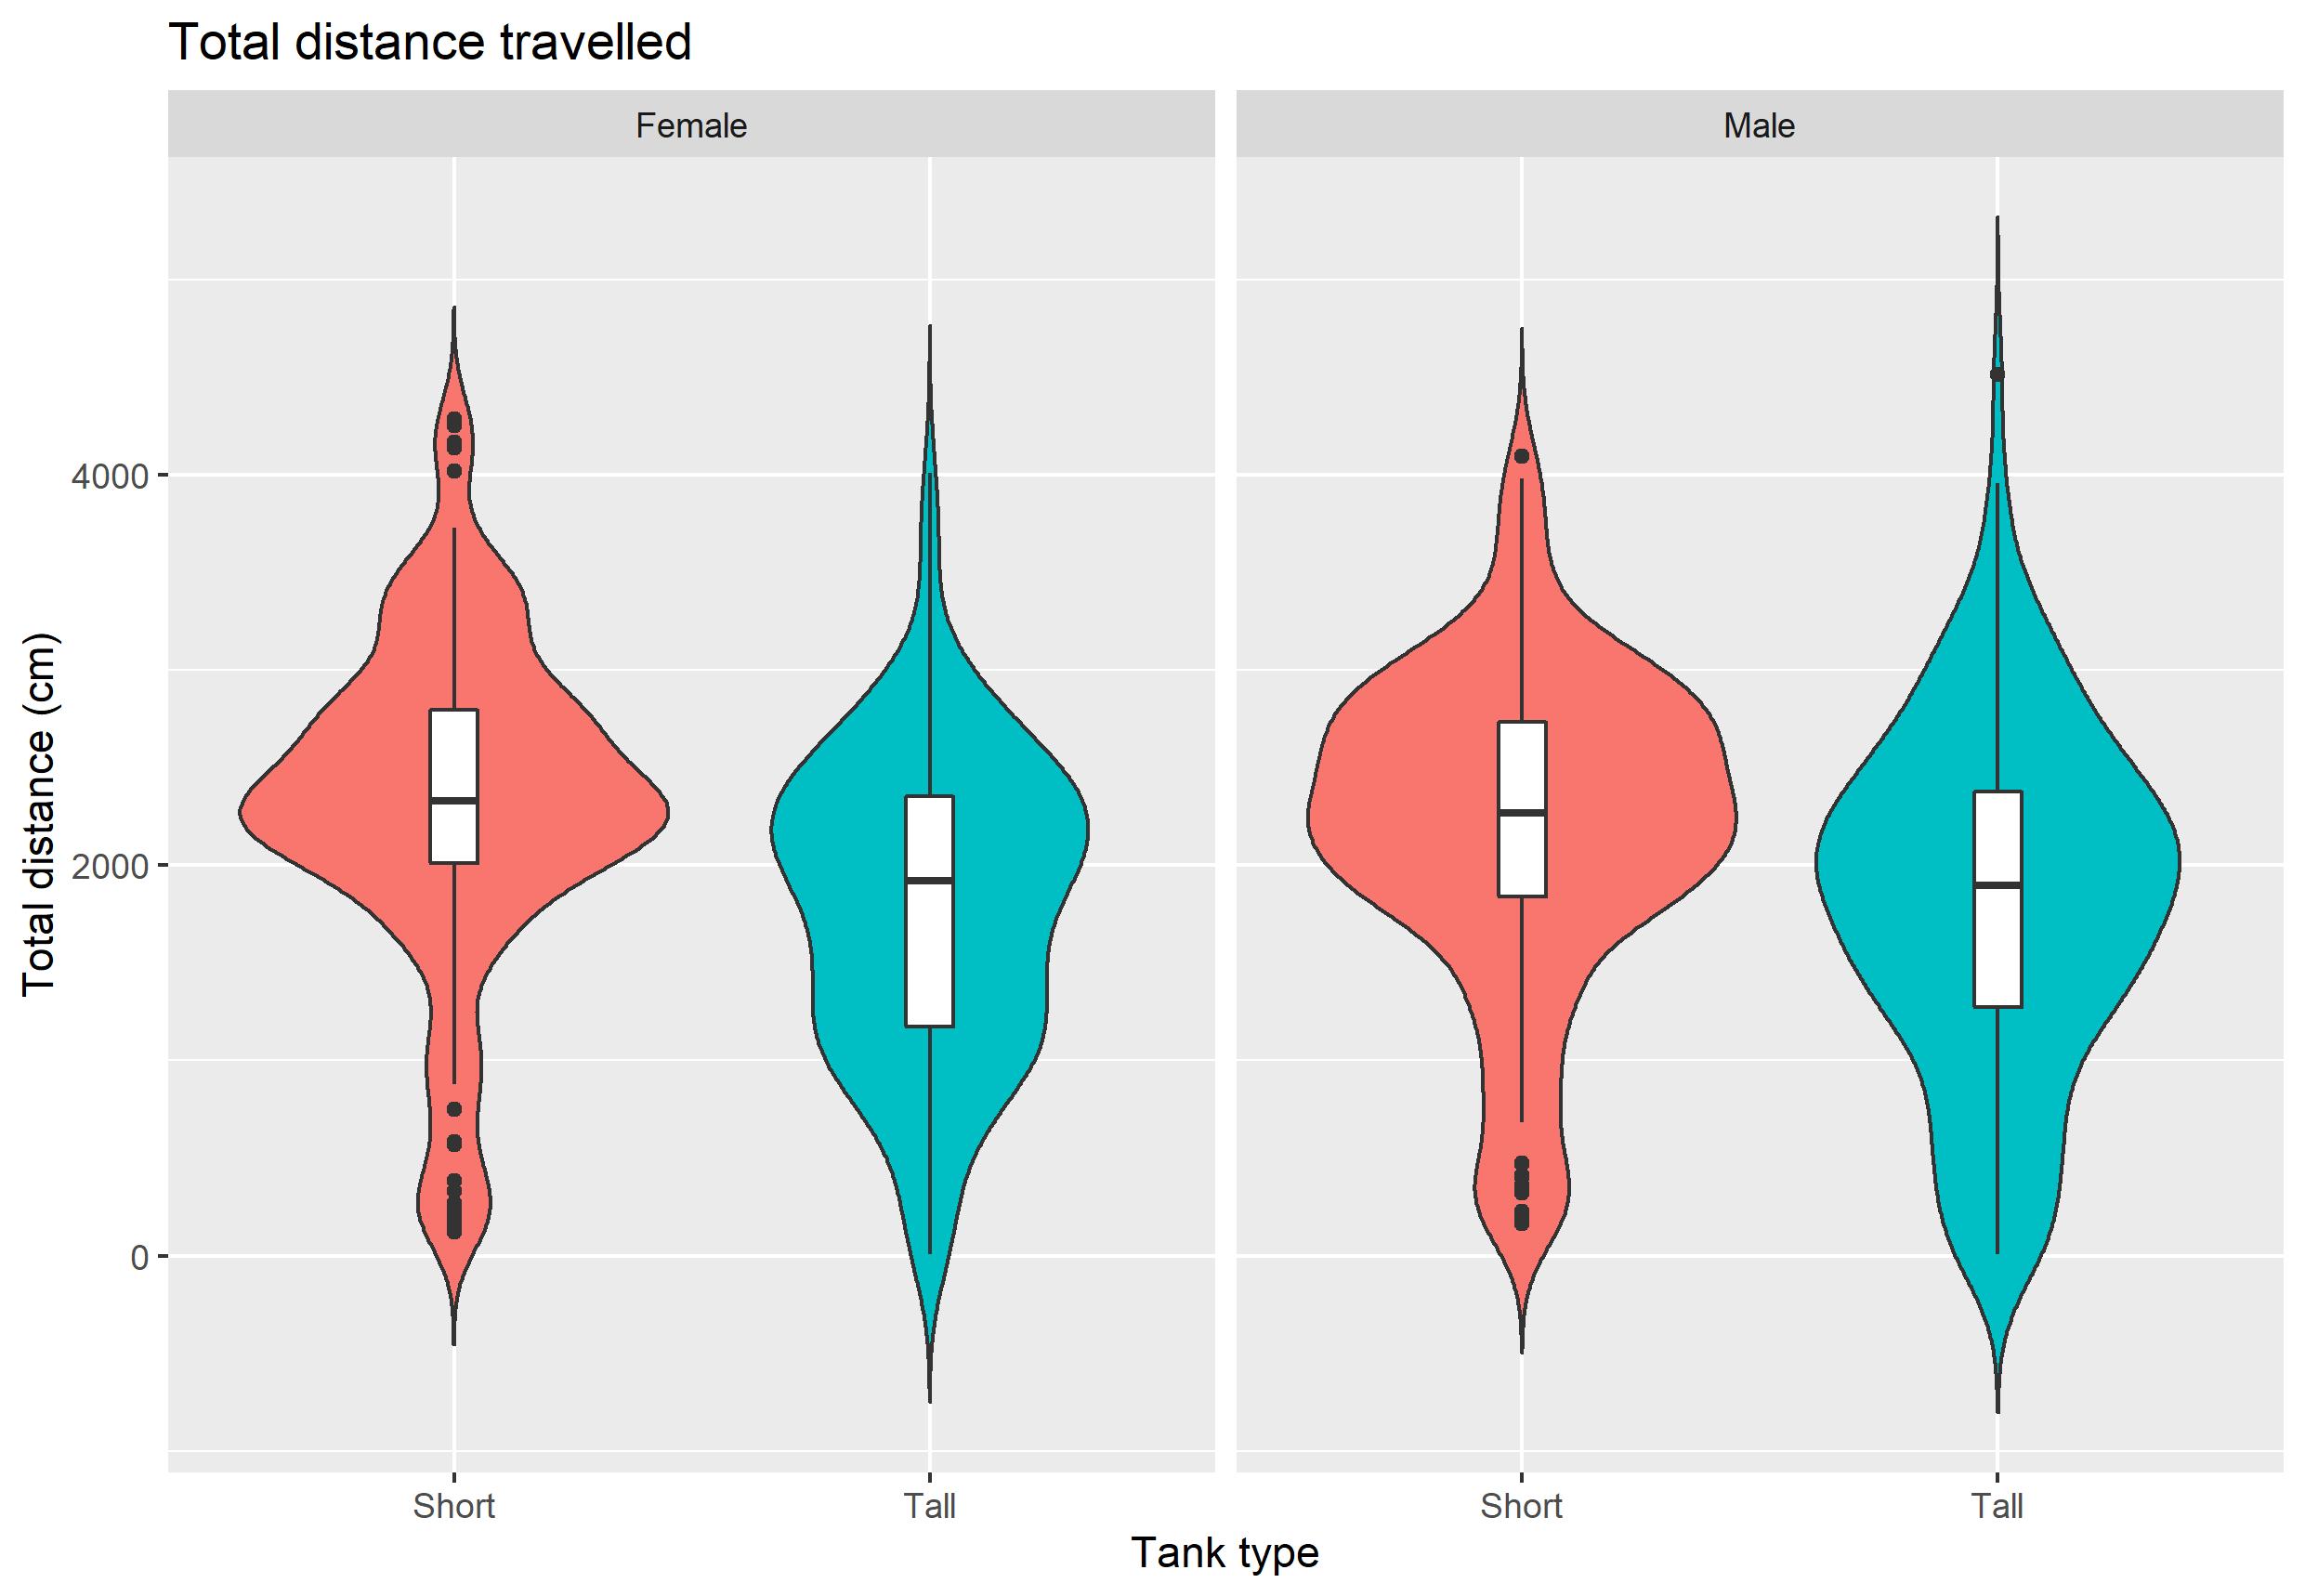 Total distance travelled
Female
Male
Total distance (cm)
4000
2000
0
Short
Tall
Short
Tall
Tank type